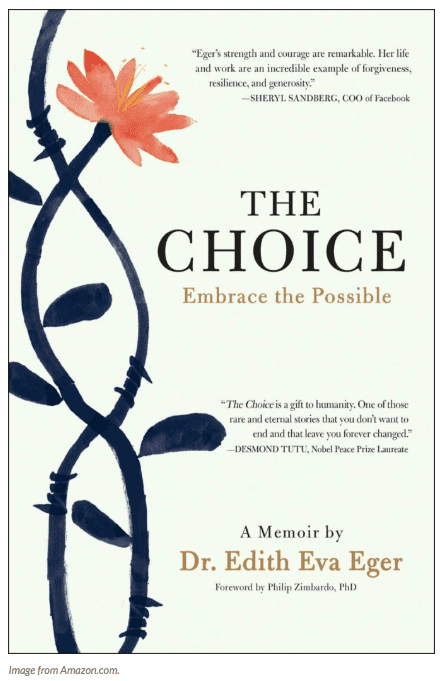 “Eger’s strength and courage are remarkable. Her life
and work are an incredible example of forgiveness,
resilience, and generosity.”
—SHERYL SANDBERG, COO of Facebook
THE
CHOICE
Embrace the Possible
“The Choice is a gift to humanity. One of those
rare and eternal stories that you don’t want to
end and that leave you forever changed.”
—DESMOND TUTU, Nobel Peace Prize Laureate
A Memoir by
Dr. Edith Eva Eger
Foreword by Philip Zimbardo, PhD
Image from Amazon.com.